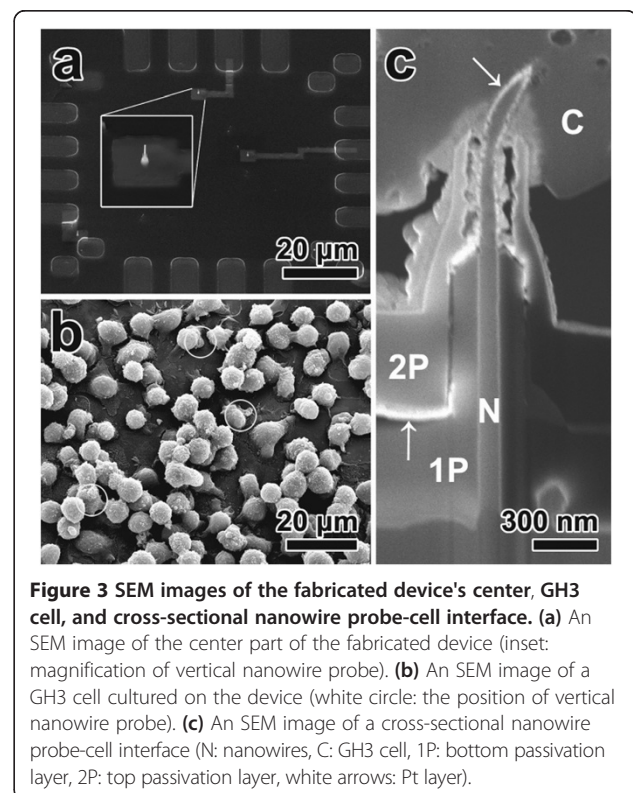 a
20 µm
b
20 µm
c
C
2P
N
1P
300 nm
Figure 3 SEM images of the fabricated device's center, GH3
cell, and cross-sectional nanowire probe-cell interface. (a) An
SEM image of the center part of the fabricated device (inset:
magnification of vertical nanowire probe). (b) An SEM image of a
GH3 cell cultured on the device (white circle: the position of vertical
nanowire probe). (c) An SEM image of a cross-sectional nanowire
probe-cell interface (N: nanowires, C: GH3 cell, 1P: bottom passivation
layer, 2P: top passivation layer, white arrows: Pt layer).